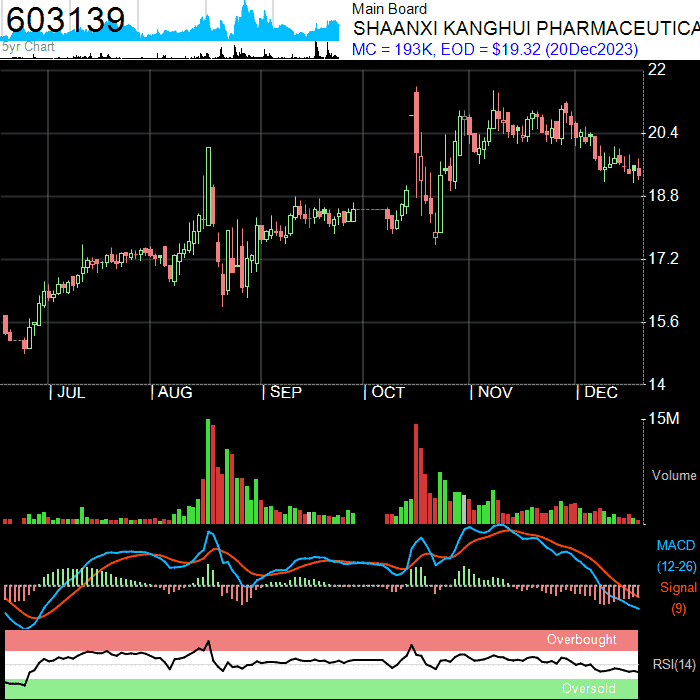 603139
5yr Chart
Main Board
SHAANXI KANGHUI PHARMACEUTICA
MC = 193K, EOD = $19.32 (20Dec2023)
22
20.4
18.8
17.2
15.6
14
JUL
AUG
SEP
OCT
NOV
DEC
15M
Volume
MACD
(12-26)
Signal
(9)
Overbought
RSI(14)
Oversold